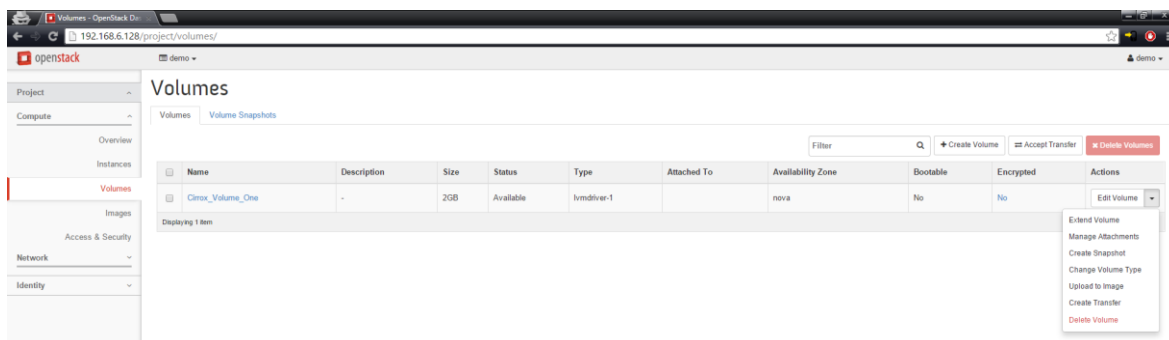 Volumes - OpenStack Das
192.168.6.128/project/volumes/
openstack
demo
demo
Project
Compute
Overview
Instances
Volumes
Images
Access & Security
Network
Identity
Volumes
Volumes Volume Snapshots
Filter + Create Volume Accept Transfer Delete Volumes
Name Description Size Status Type Attached To Availability Zone Bootable Encrypted Actions
Cirrox_Volume_One - 2GB Available lvmdriver-1 nova No No Edit Volume
Displaying 1 item
Extend Volume
Manage Attachments
Create Snapshot
Change Volume Type
Upload to Image
Create Transfer
Delete Volume